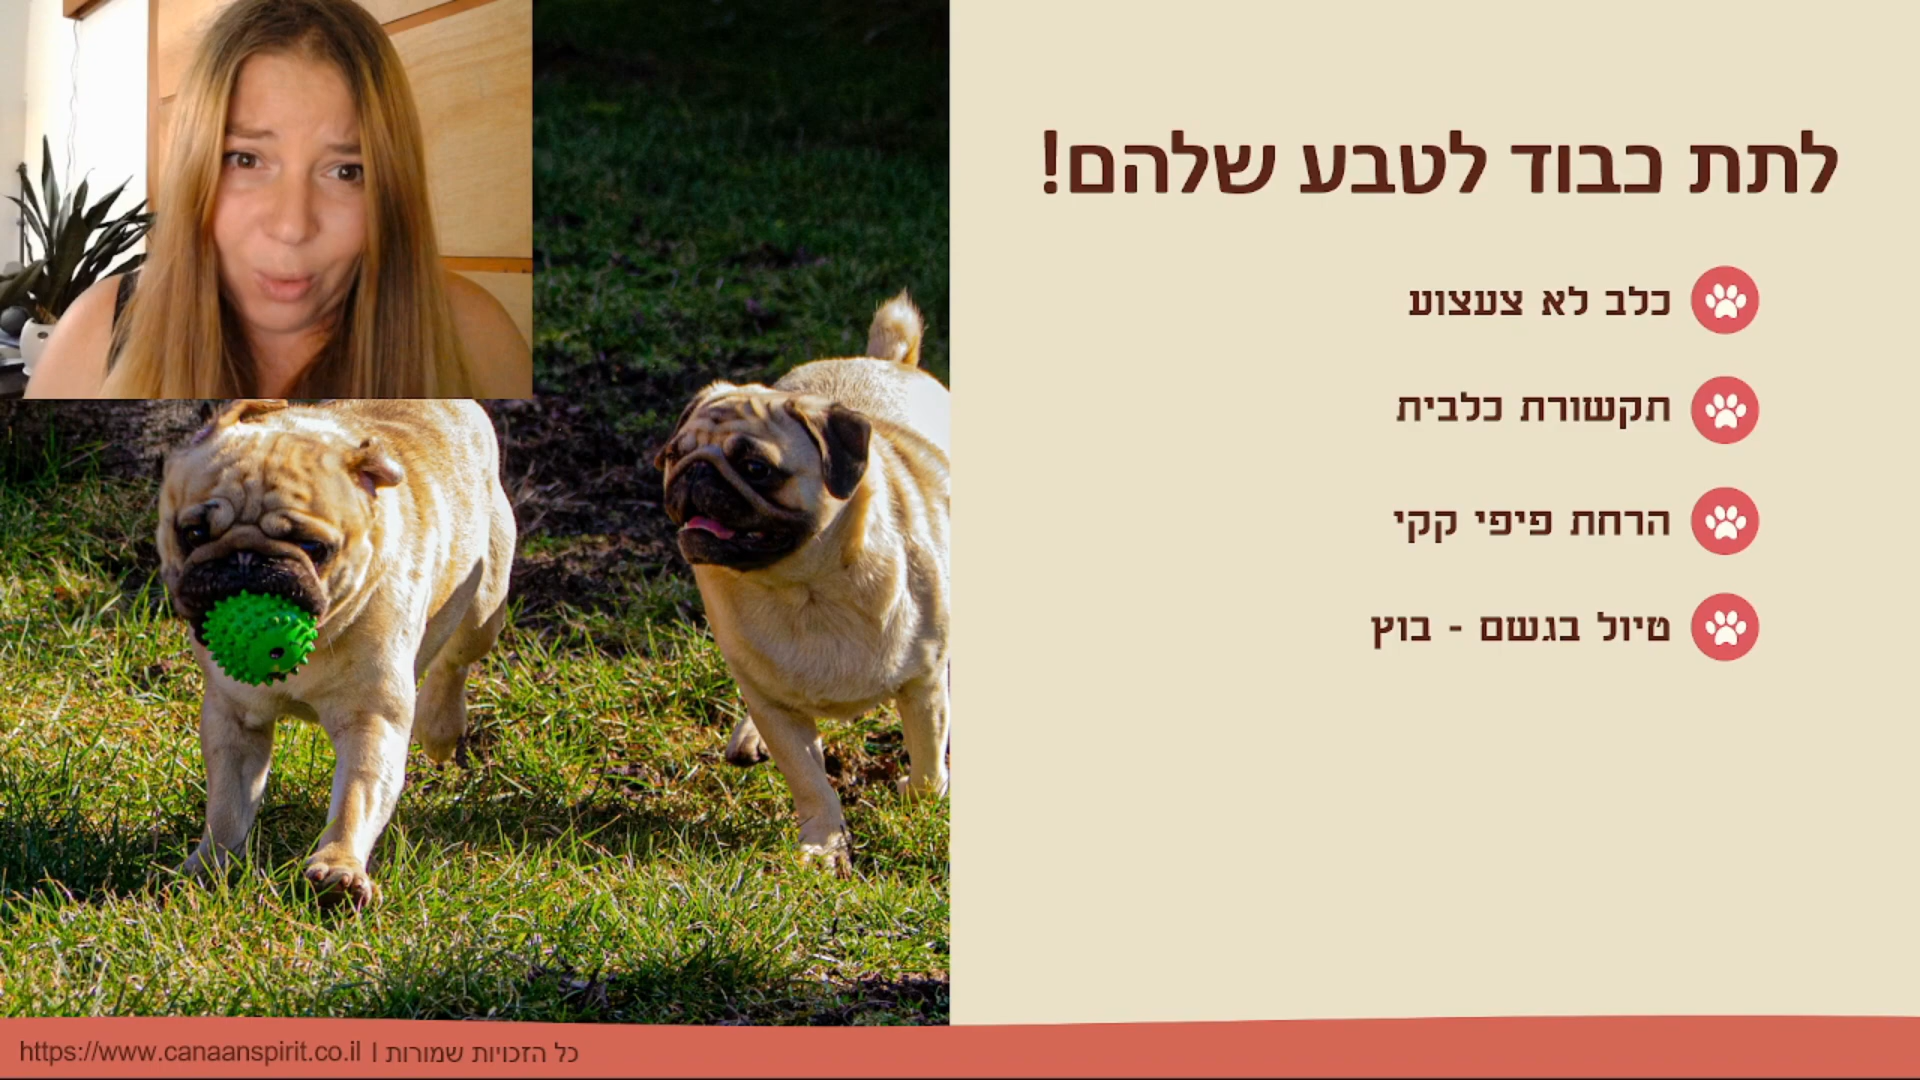 לתת כבוד לטבע שלהם!
כלב לא צעצוע
תקשורת כלבית
הרחת פיפי קקי
טיול בגשם - בוץ
כל הזכויות שמורות | https://www.canaanspirit.co.il